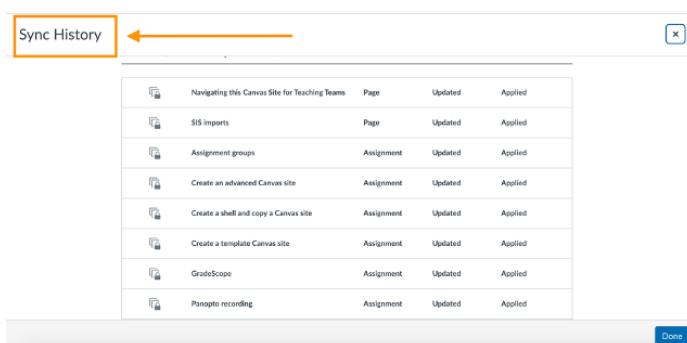 Sync History
Navigating this Canvas Site for Teaching Teams Page Updated Applied
SIS imports Page Updated Applied
Assignment groups Assignment Updated Applied
Create an advanced Canvas site Assignment Updated Applied
Create a shell and copy a Canvas site Assignment Updated Applied
Create a template Canvas site Assignment Updated Applied
GradeScope Assignment Updated Applied
Panopto recording Assignment Updated Applied
Done